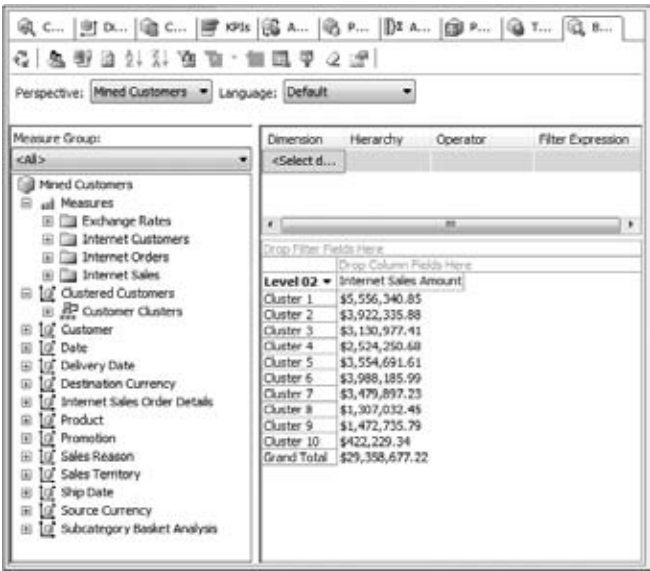 C... D... C... KPIs A... P... A... P... T... B...
Perspective: Mined Customers Language: Default
Measure Group:
<All>
Mined Customers
Measures
Exchange Rates
Internet Customers
Internet Orders
Internet Sales
Clustered Customers
Customer Clusters
Customer
Date
Delivery Date
Destination Currency
Internet Sales Order Details
Product
Promotion
Sales Reason
Sales Territory
Ship Date
Source Currency
Subcategory Basket Analysis
Dimension Hierarchy Operator Filter Expression
<Select d...
Drop Filter Fields Here
Drop Column Fields Here
Level 02 Internet Sales Amount
Cluster 1 $5,556,340.85
Cluster 2 $3,922,335.88
Cluster 3 $3,130,977.41
Cluster 4 $2,524,250.68
Cluster 5 $3,554,691.61
Cluster 6 $3,988,185.99
Cluster 7 $3,479,897.23
Cluster 8 $1,307,032.45
Cluster 9 $1,472,735.79
Cluster 10 $422,229.34
Grand Total $29,358,677.22